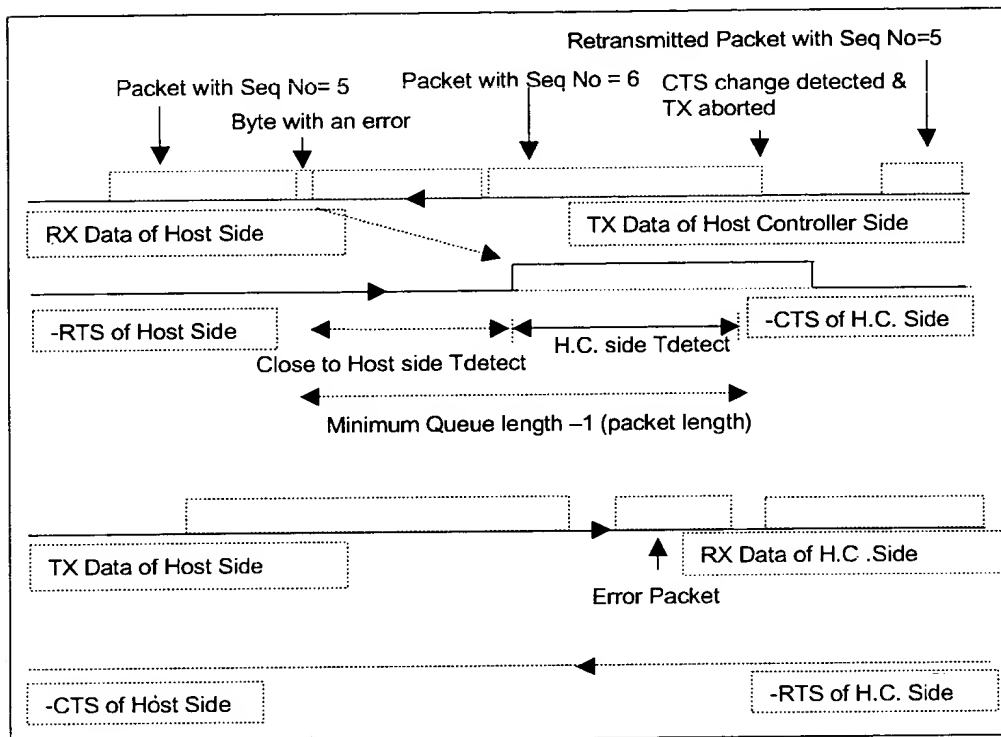 Retransmitted Packet with Seq No=5
Packet with Seq No= 5
Packet with Seq No = 6
CTS change detected &
TX aborted
Byte with an error
RX Data of Host Side
TX Data of Host Controller Side
-RTS of Host Side
-CTS of H.C. Side
Close to Host side Tdetect
H.C. side Tdetect
Minimum Queue length –1 (packet length)
TX Data of Host Side
RX Data of H.C .Side
Error Packet
-CTS of Host Side
-RTS of H.C. Side